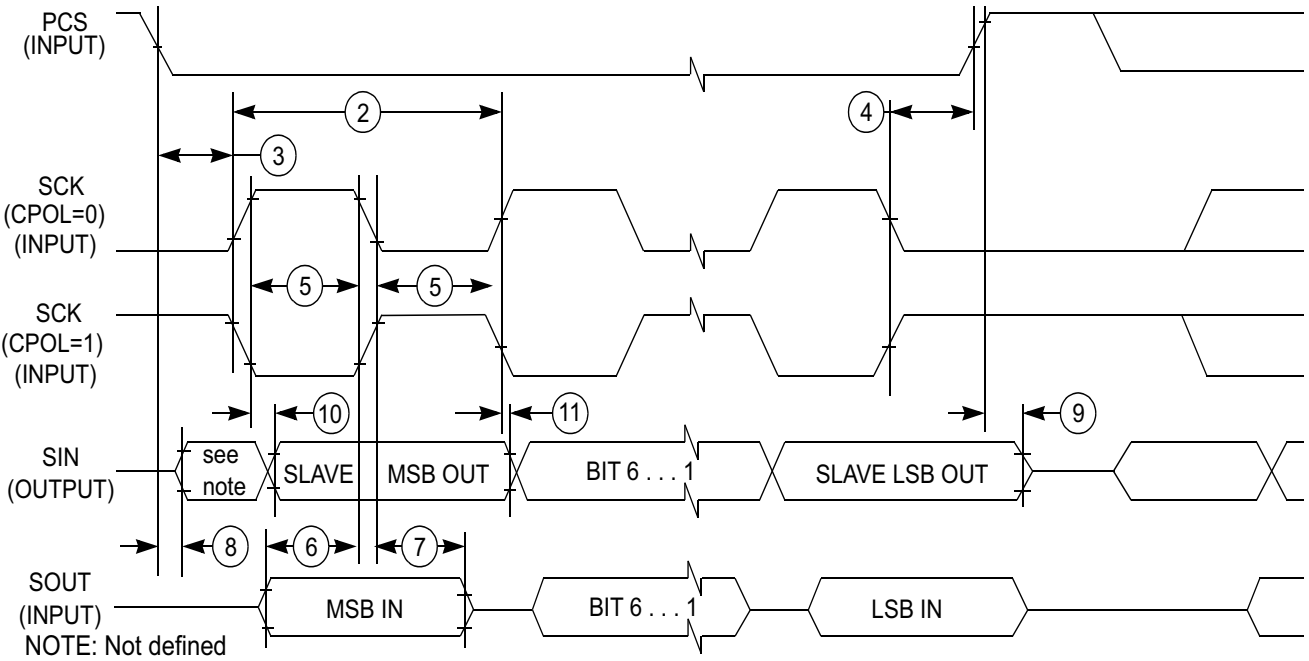 PCS
(INPUT)
2
4
3
SCK
(CPOL=0)
(INPUT)
5
5
SCK
(CPOL=1)
(INPUT)
10
11
9
SIN
(OUTPUT)
see
note
SLAVE
MSB OUT
BIT 6 . . . 1
SLAVE LSB OUT
8
6
7
SOUT
(INPUT)
MSB IN
BIT 6 . . . 1
LSB IN
NOTE: Not defined